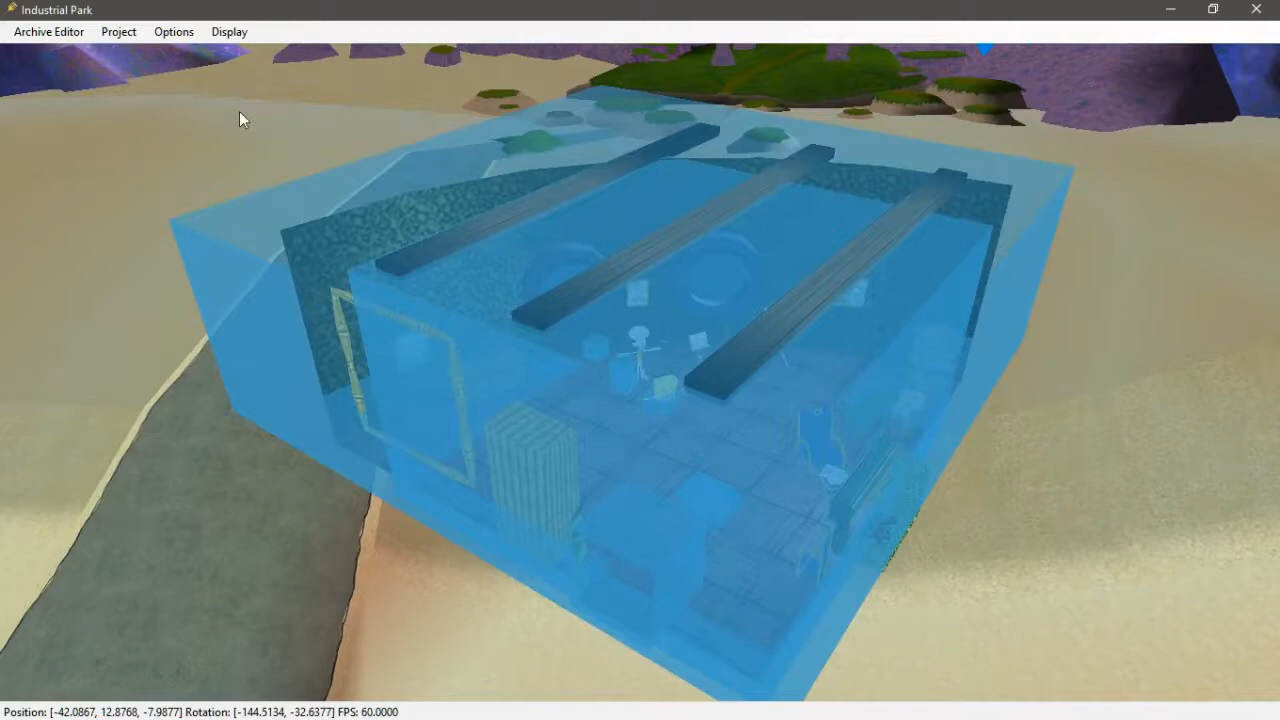 Industrial Park
Archive Editor Project Options Display
Position: [-42.0867, 12.8768, -7.9877] Rotation: [-144.5134, -32.6377] FPS: 60.0000